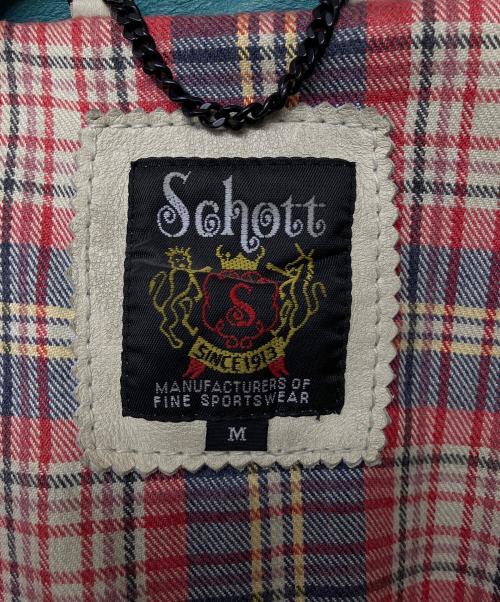 Schott
S
SINCE 1913
MANUFACTURERS OF
FINE SPORTSWEAR
M